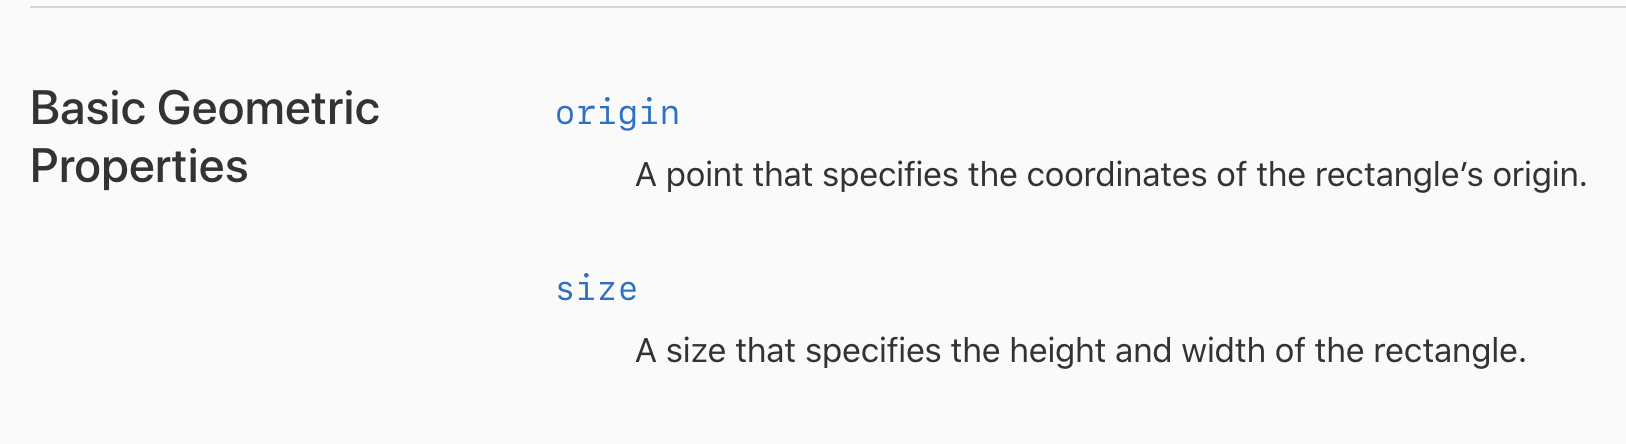 Basic Geometric
Properties
origin
A point that specifies the coordinates of the rectangle’s origin.
size
A size that specifies the height and width of the rectangle.